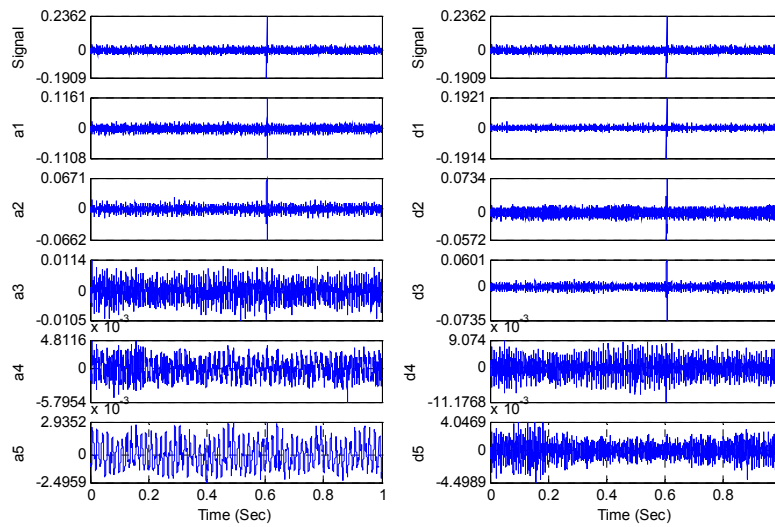 0.2362
Signal
0
-0.1909
0.1161
a1
0
-0.1108
0.0671
a2
0
-0.0662
0.0114
a3
0
-0.0105
x 10^-3
4.8116
a4
0
-5.7954
x 10^-3
2.9352
a5
0
-2.4959
0 0.2 0.4 0.6 0.8 1
Time (Sec)
0.2362
Signal
0
-0.1909
0.1921
d1
0
-0.1914
0.0734
d2
0
-0.0572
0.0601
d3
0
-0.0735
x 10^-3
9.074
d4
0
-11.1768
x 10^-3
4.0469
d5
0
-4.4989
0 0.2 0.4 0.6 0.8
Time (Sec)